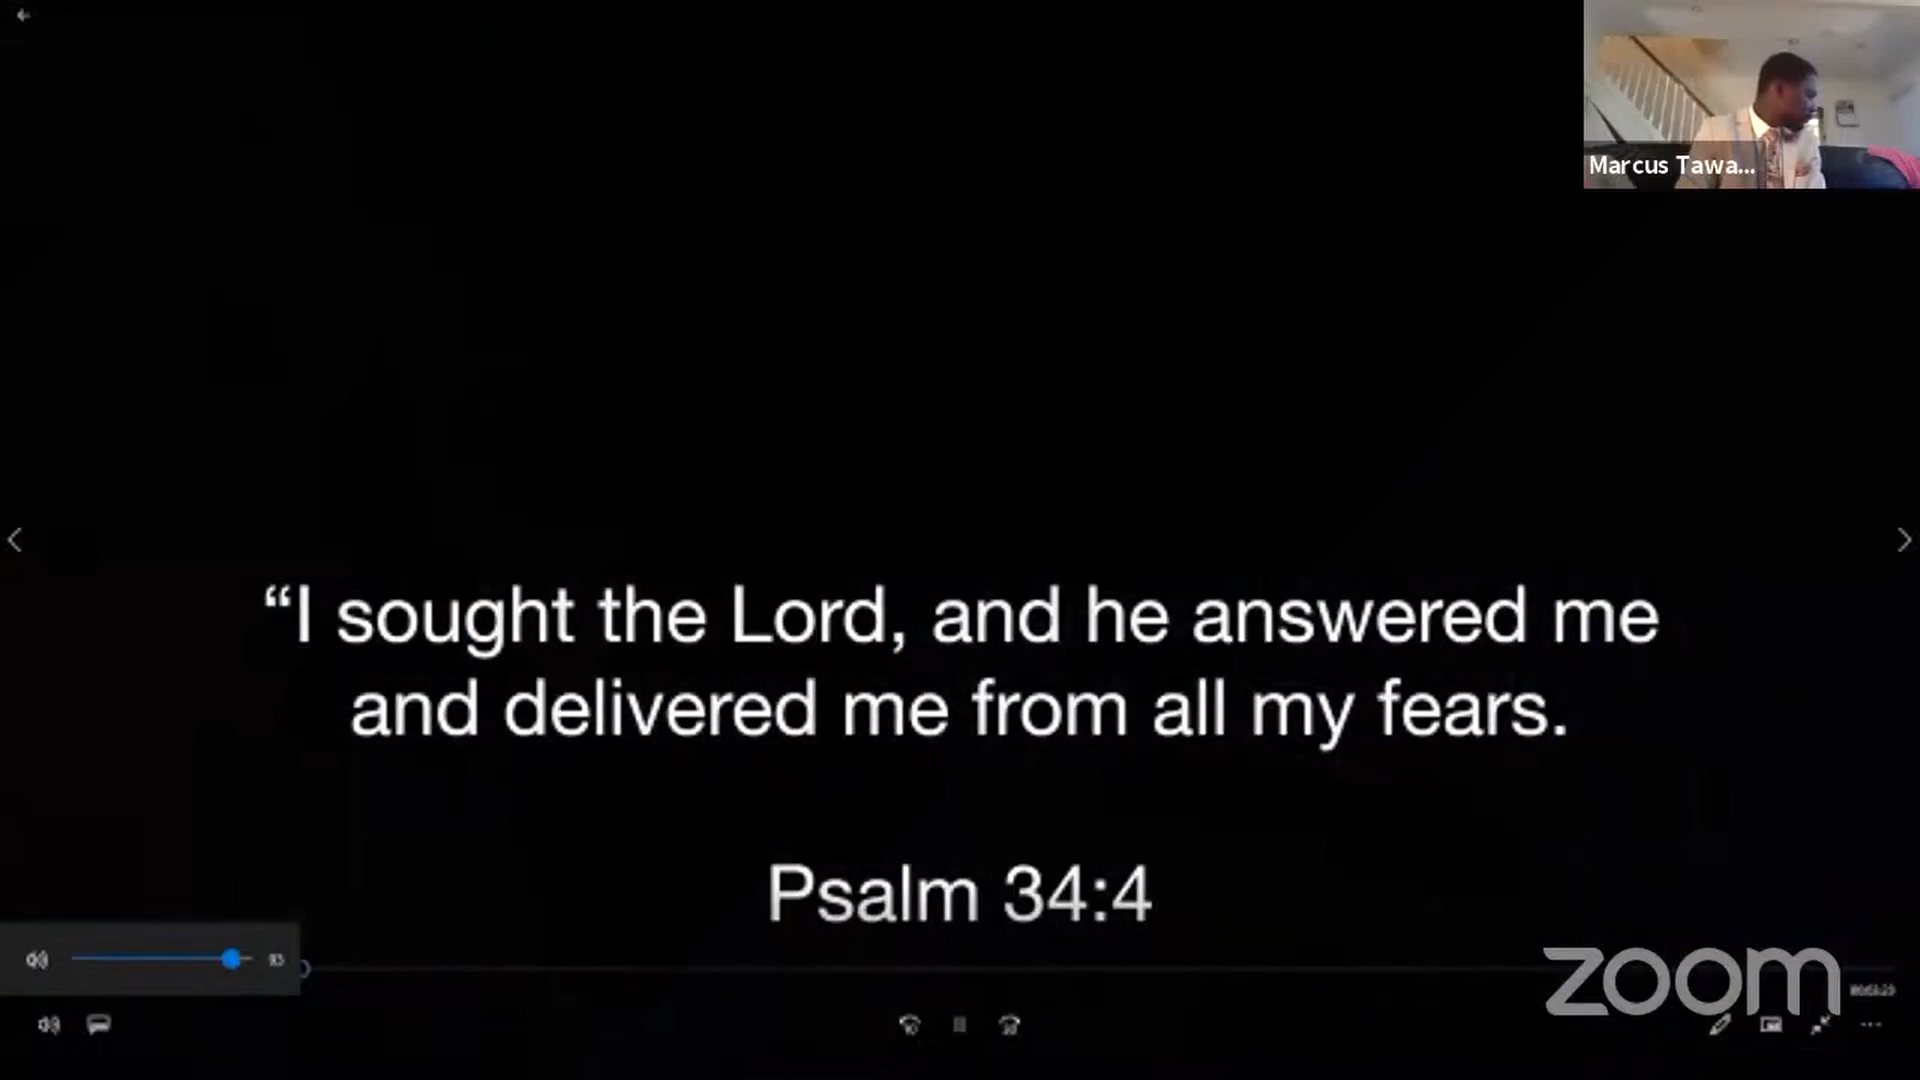 Marcus Tawa...
“I sought the Lord, and he answered me
and delivered me from all my fears.
Psalm 34:4
zoom